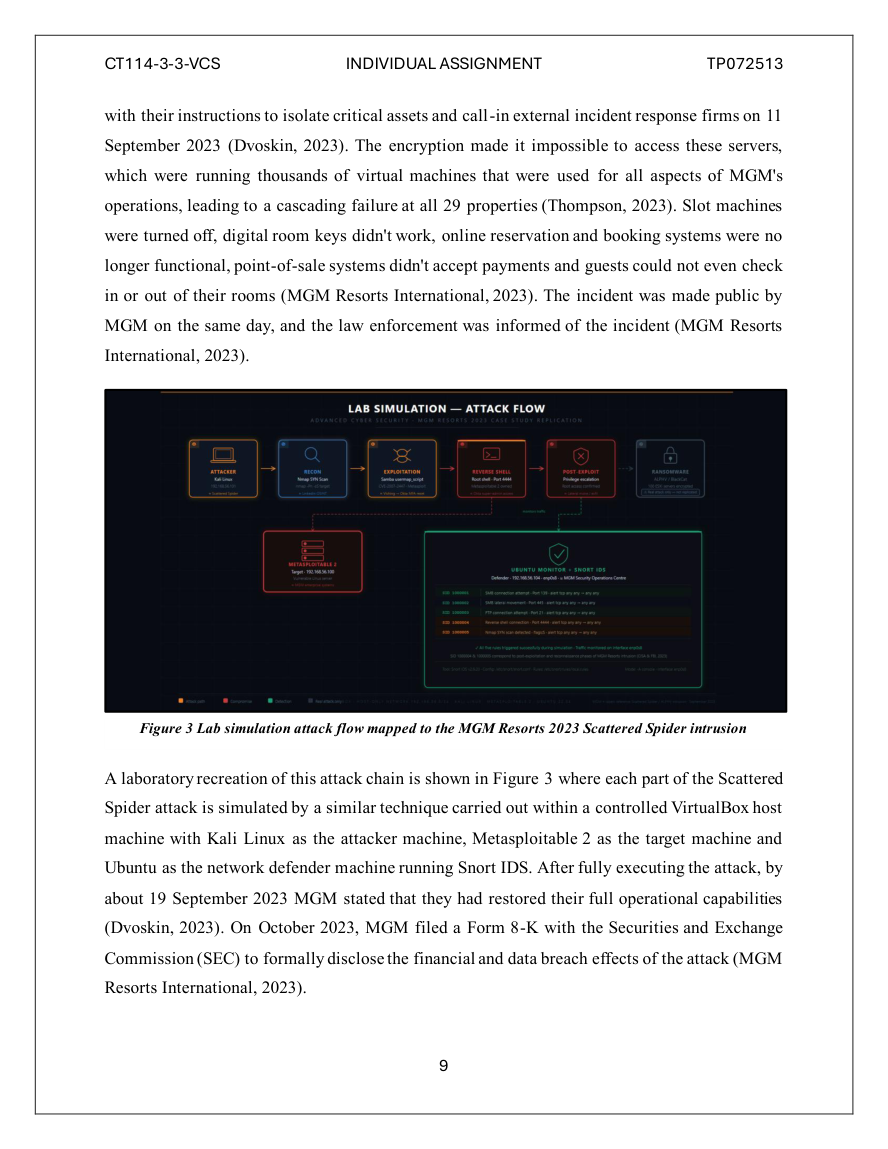 CT114-3-3-VCS INDIVIDUAL ASSIGNMENT TP072513
with their instructions to isolate critical assets and call-in external incident response firms on 11
September 2023 (Dvoskin, 2023). The encryption made it impossible to access these servers,
which were running thousands of virtual machines that were used for all aspects of MGM's
operations, leading to a cascading failure at all 29 properties (Thompson, 2023). Slot machines
were turned off, digital room keys didn't work, online reservation and booking systems were no
longer functional, point-of-sale systems didn't accept payments and guests could not even check
in or out of their rooms (MGM Resorts International, 2023). The incident was made public by
MGM on the same day, and the law enforcement was informed of the incident (MGM Resorts
International, 2023).
LAB SIMULATION — ATTACK FLOW
ADVANCED CYBER SECURITY · MGM RESORTS 2023 CASE STUDY REPLICATION
ATTACKER RECON EXPLOITATION REVERSE SHELL POST-EXPLOIT RANSOMWARE
Kali Linux Nmap SYN Scan Samba usermap_script Root shell · Port 4444 Privilege escalation
METASPLOITABLE 2
Target · 192.168.56.103
UBUNTU MONITOR – SNORT IDS
Figure 3 Lab simulation attack flow mapped to the MGM Resorts 2023 Scattered Spider intrusion
A laboratory recreation of this attack chain is shown in Figure 3 where each part of the Scattered
Spider attack is simulated by a similar technique carried out within a controlled VirtualBox host
machine with Kali Linux as the attacker machine, Metasploitable 2 as the target machine and
Ubuntu as the network defender machine running Snort IDS. After fully executing the attack, by
about 19 September 2023 MGM stated that they had restored their full operational capabilities
(Dvoskin, 2023). On October 2023, MGM filed a Form 8-K with the Securities and Exchange
Commission (SEC) to formally disclose the financial and data breach effects of the attack (MGM
Resorts International, 2023).
9